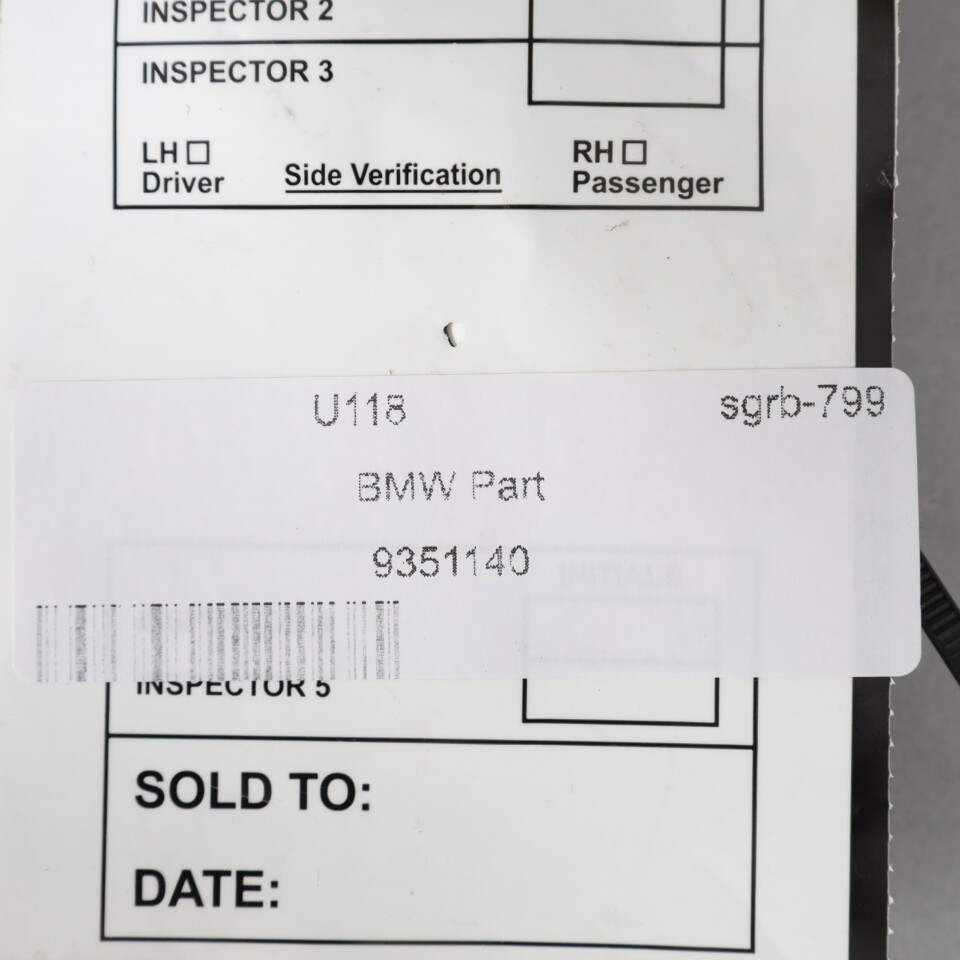 INSPECTOR 2
INSPECTOR 3
LH RH
Driver Side Verification Passenger
U118 sgrb-799
BMW Part
9351140
INITIAL S
INSPECTOR 5
SOLD TO:
DATE: